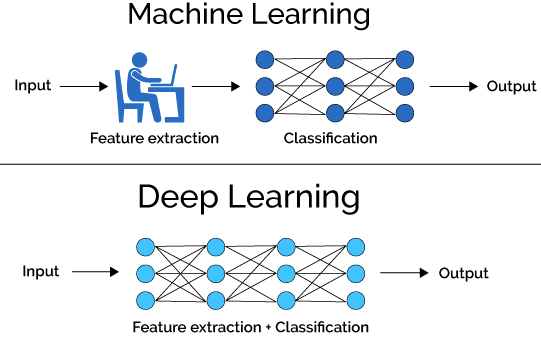 Machine Learning
Input
Output
Feature extraction
Classification
Deep Learning
Input
Output
Feature extraction + Classification